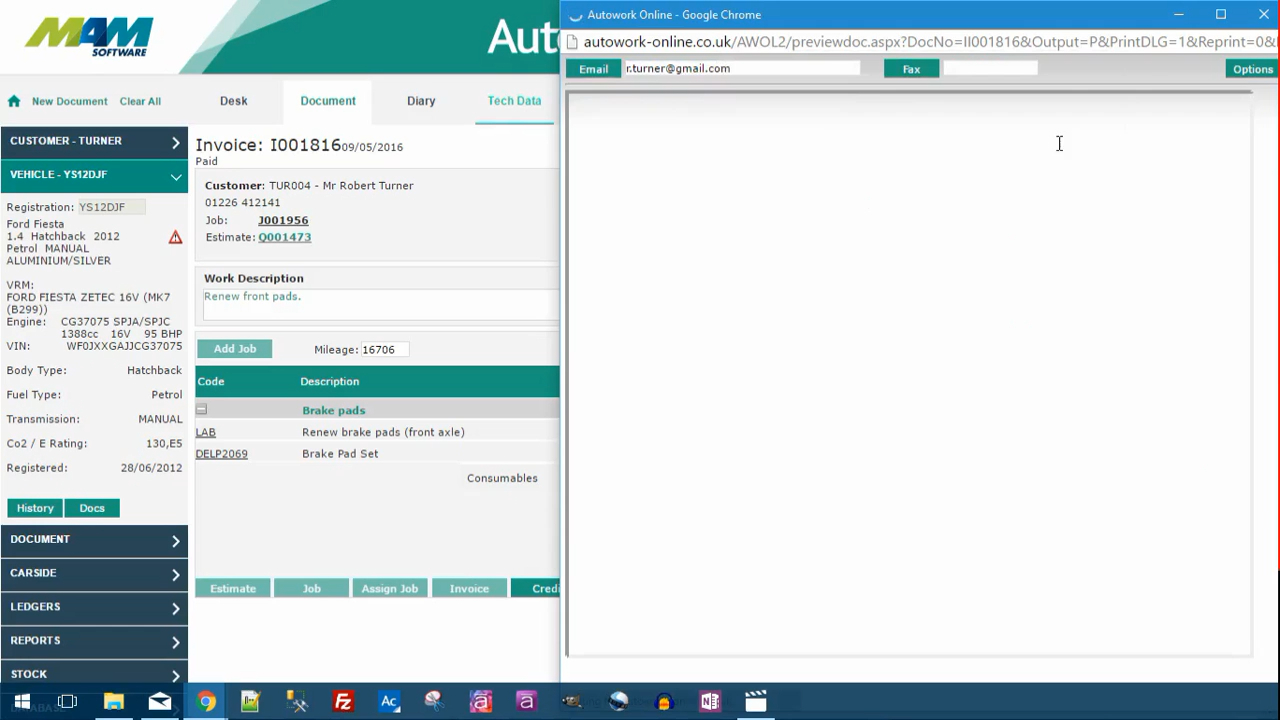 MAM
SOFTWARE
Auto
Autowork Online - Google Chrome
autowork-online.co.uk/AWOL2/previewdoc.aspx?DocNo=II001816&Output=P&PrintDLG=1&Reprint=0&
Email r.turner@gmail.com Fax Options
New Document Clear All
Desk Document Diary Tech Data
CUSTOMER - TURNER
VEHICLE - YS12DJF
Registration: YS12DJF
Ford Fiesta
1.4 Hatchback 2012
Petrol MANUAL
ALUMINIUM/SILVER
VRM:
FORD FIESTA ZETEC 16V (MK7
(B299))
Engine: CG37075 SPJA/SPJC
1388cc 16V 95 BHP
VIN: WF0JXXGAJJCG37075
Body Type: Hatchback
Fuel Type: Petrol
Transmission: MANUAL
Co2 / E Rating: 130,E5
Registered: 28/06/2012
History Docs
DOCUMENT
CARSIDE
LEDGERS
REPORTS
STOCK
Invoice: I001816 09/05/2016
Paid
Customer: TUR004 - Mr Robert Turner
01226 412141
Job: J001956
Estimate: Q001473
Work Description
Renew front pads.
Add Job Mileage: 16706
Code Description
Brake pads
LAB Renew brake pads (front axle)
DELP2069 Brake Pad Set
Consumables
Estimate Job Assign Job Invoice Credi